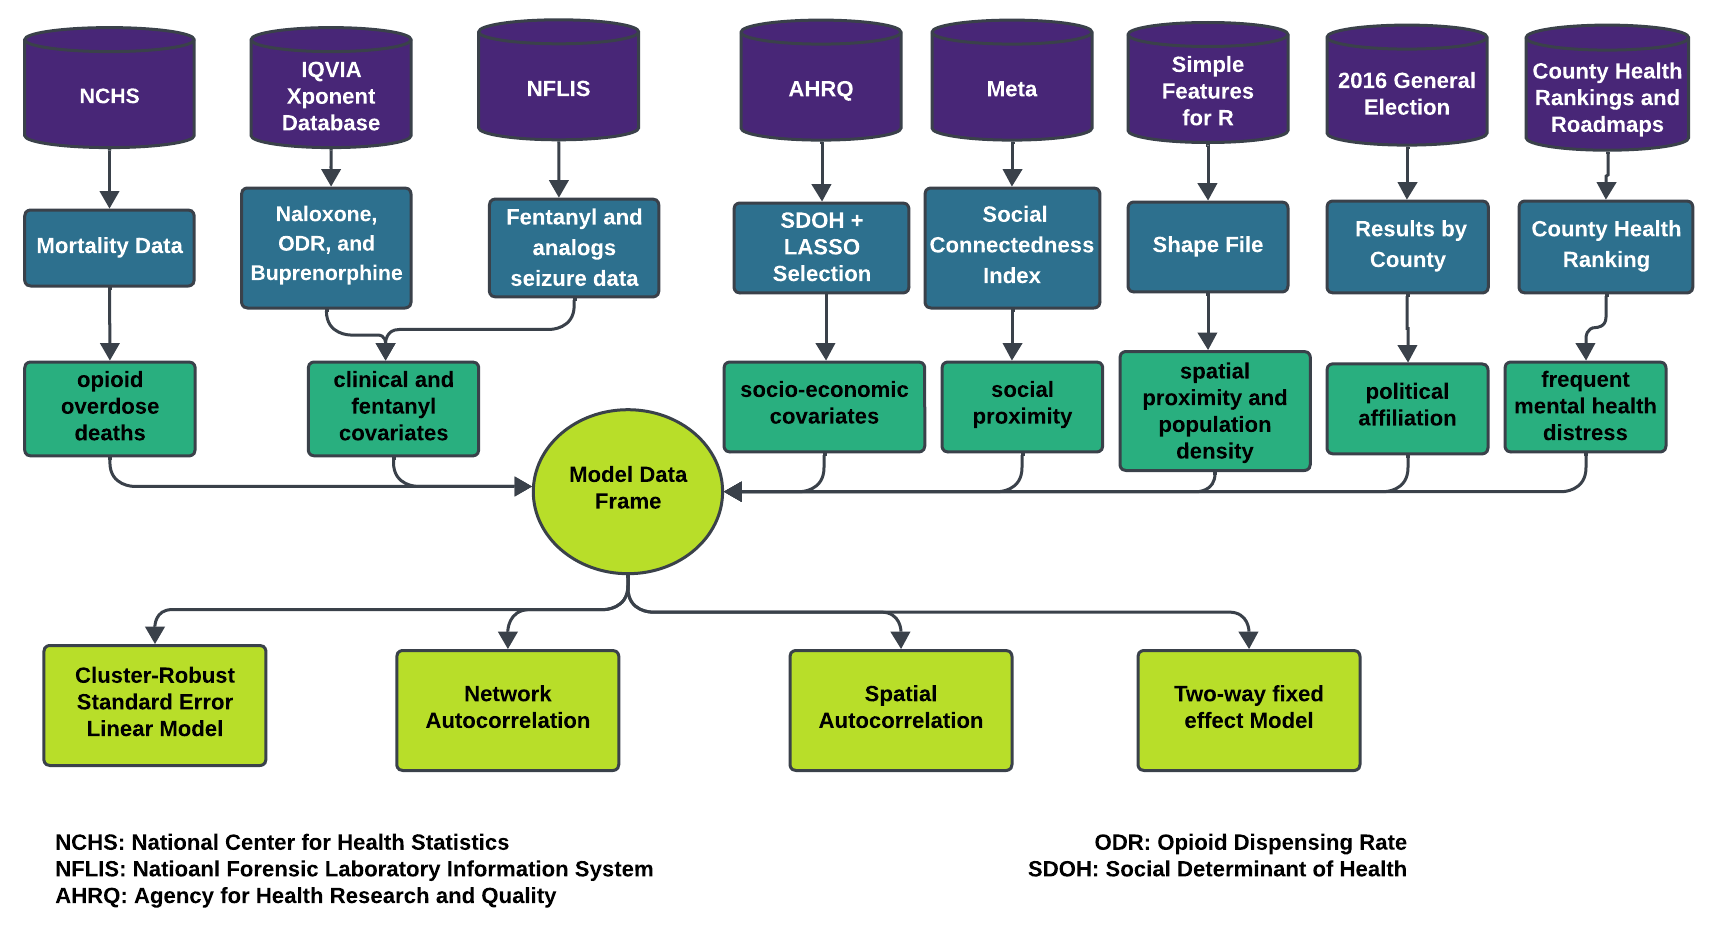 NCHS
IQVIA
Xponent
Database
NFLIS
AHRQ
Meta
Simple
Features
for R
2016 General
Election
County Health
Rankings and
Roadmaps
Mortality Data
Naloxone,
ODR, and
Buprenorphine
Fentanyl and
analogs
seizure data
SDOH +
LASSO
Selection
Social
Connectedness
Index
Shape File
Results by
County
County Health
Ranking
opioid
overdose
deaths
clinical and
fentanyl
covariates
socio-economic
covariates
social
proximity
spatial
proximity and
population
density
political
affiliation
frequent
mental health
distress
Model Data
Frame
Cluster-Robust
Standard Error
Linear Model
Network
Autocorrelation
Spatial
Autocorrelation
Two-way fixed
effect Model
NCHS: National Center for Health Statistics
NFLIS: Natioanl Forensic Laboratory Information System
AHRQ: Agency for Health Research and Quality
ODR: Opioid Dispensing Rate
SDOH: Social Determinant of Health